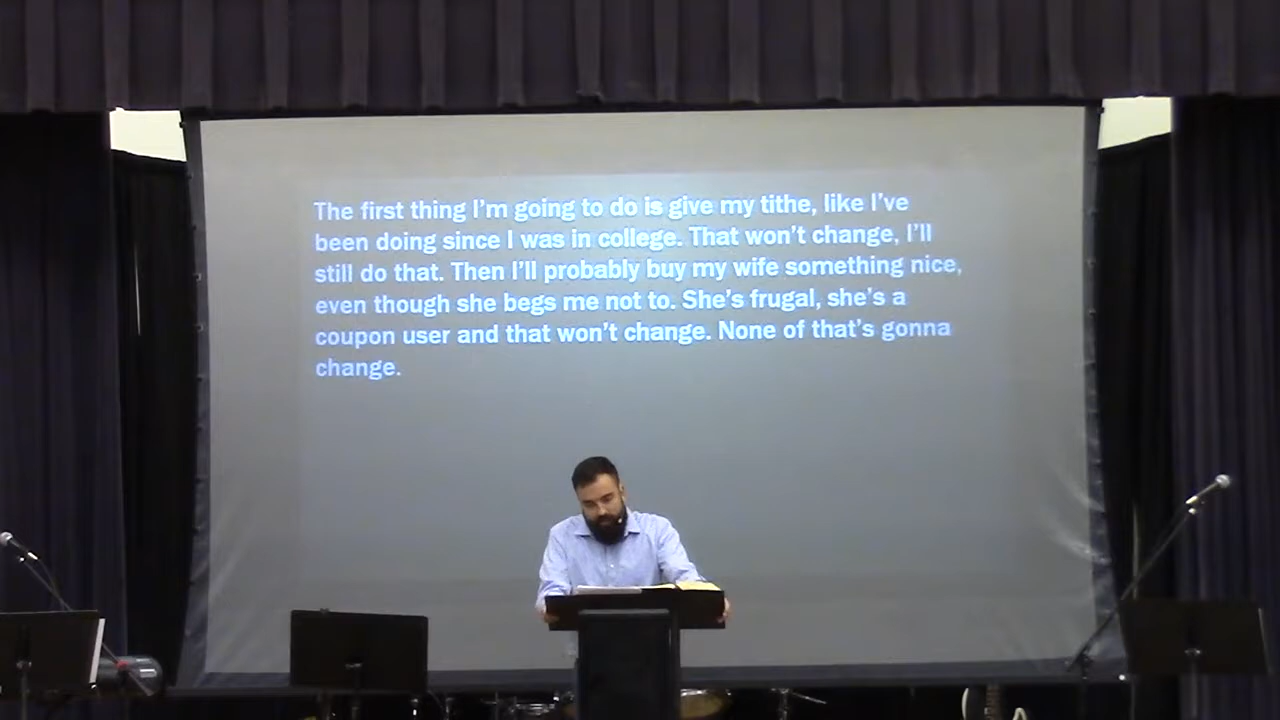 The first thing I'm going to do is give my tithe, like I've
been doing since I was in college. That won't change, I'll
still do that. Then I'll probably buy my wife something nice,
even though she begs me not to. She's frugal, she's a
coupon user and that won't change. None of that's gonna
change.